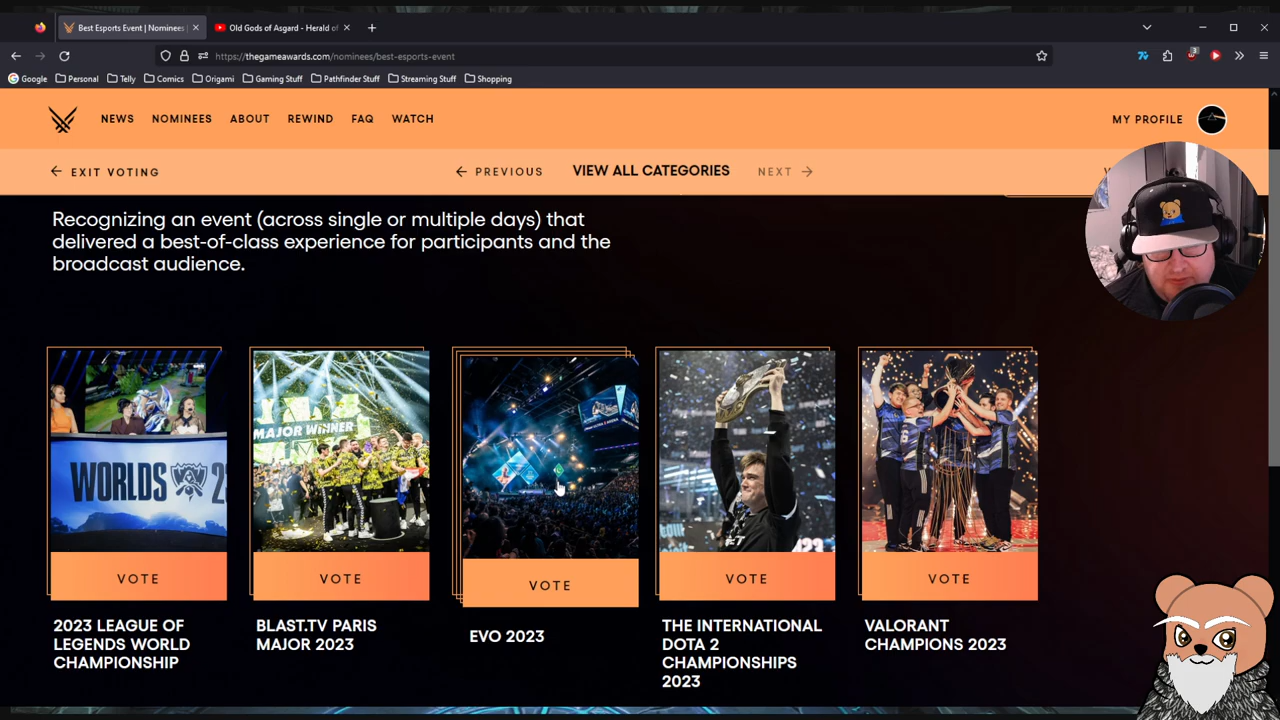 Best Esports Event | Nominees |
Old Gods of Asgard - Herald of
https://thegameawards.com/nominees/best-esports-event
Google Personal Telly Comics Origami Gaming Stuff Pathfinder Stuff Streaming Stuff Shopping
3
NEWS NOMINEES ABOUT REWIND FAQ WATCH
MY PROFILE
EXIT VOTING
PREVIOUS VIEW ALL CATEGORIES NEXT
Recognizing an event (across single or multiple days) that
delivered a best-of-class experience for participants and the
broadcast audience.
WORLDS
MAJOR WINNER
VOTE VOTE VOTE VOTE VOTE
2023 LEAGUE OF
LEGENDS WORLD
CHAMPIONSHIP
BLAST.TV PARIS
MAJOR 2023
EVO 2023
THE INTERNATIONAL
DOTA 2
CHAMPIONSHIPS
2023
VALORANT
CHAMPIONS 2023